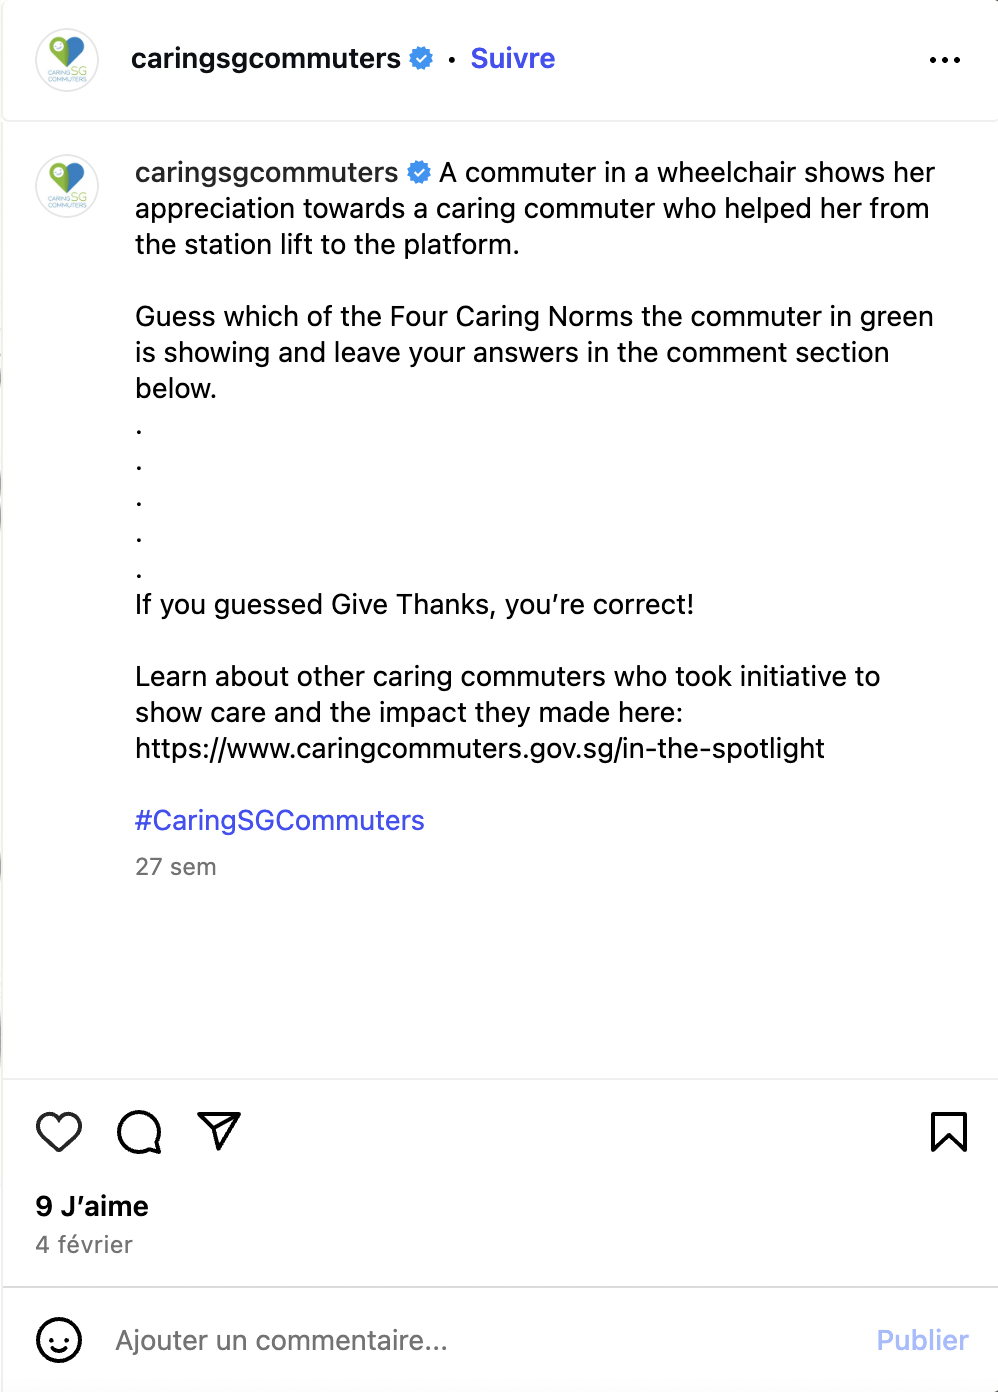 caringsgcommuters • Suivre
CARING SG
COMMUTERS
caringsgcommuters A commuter in a wheelchair shows her
appreciation towards a caring commuter who helped her from
the station lift to the platform.
CARING SG
COMMUTERS
Guess which of the Four Caring Norms the commuter in green
is showing and leave your answers in the comment section
below.
.
.
.
.
.
If you guessed Give Thanks, you’re correct!
Learn about other caring commuters who took initiative to
show care and the impact they made here:
https://www.caringcommuters.gov.sg/in-the-spotlight
#CaringSGCommuters
27 sem
9 J’aime
4 février
Ajouter un commentaire...
Publier